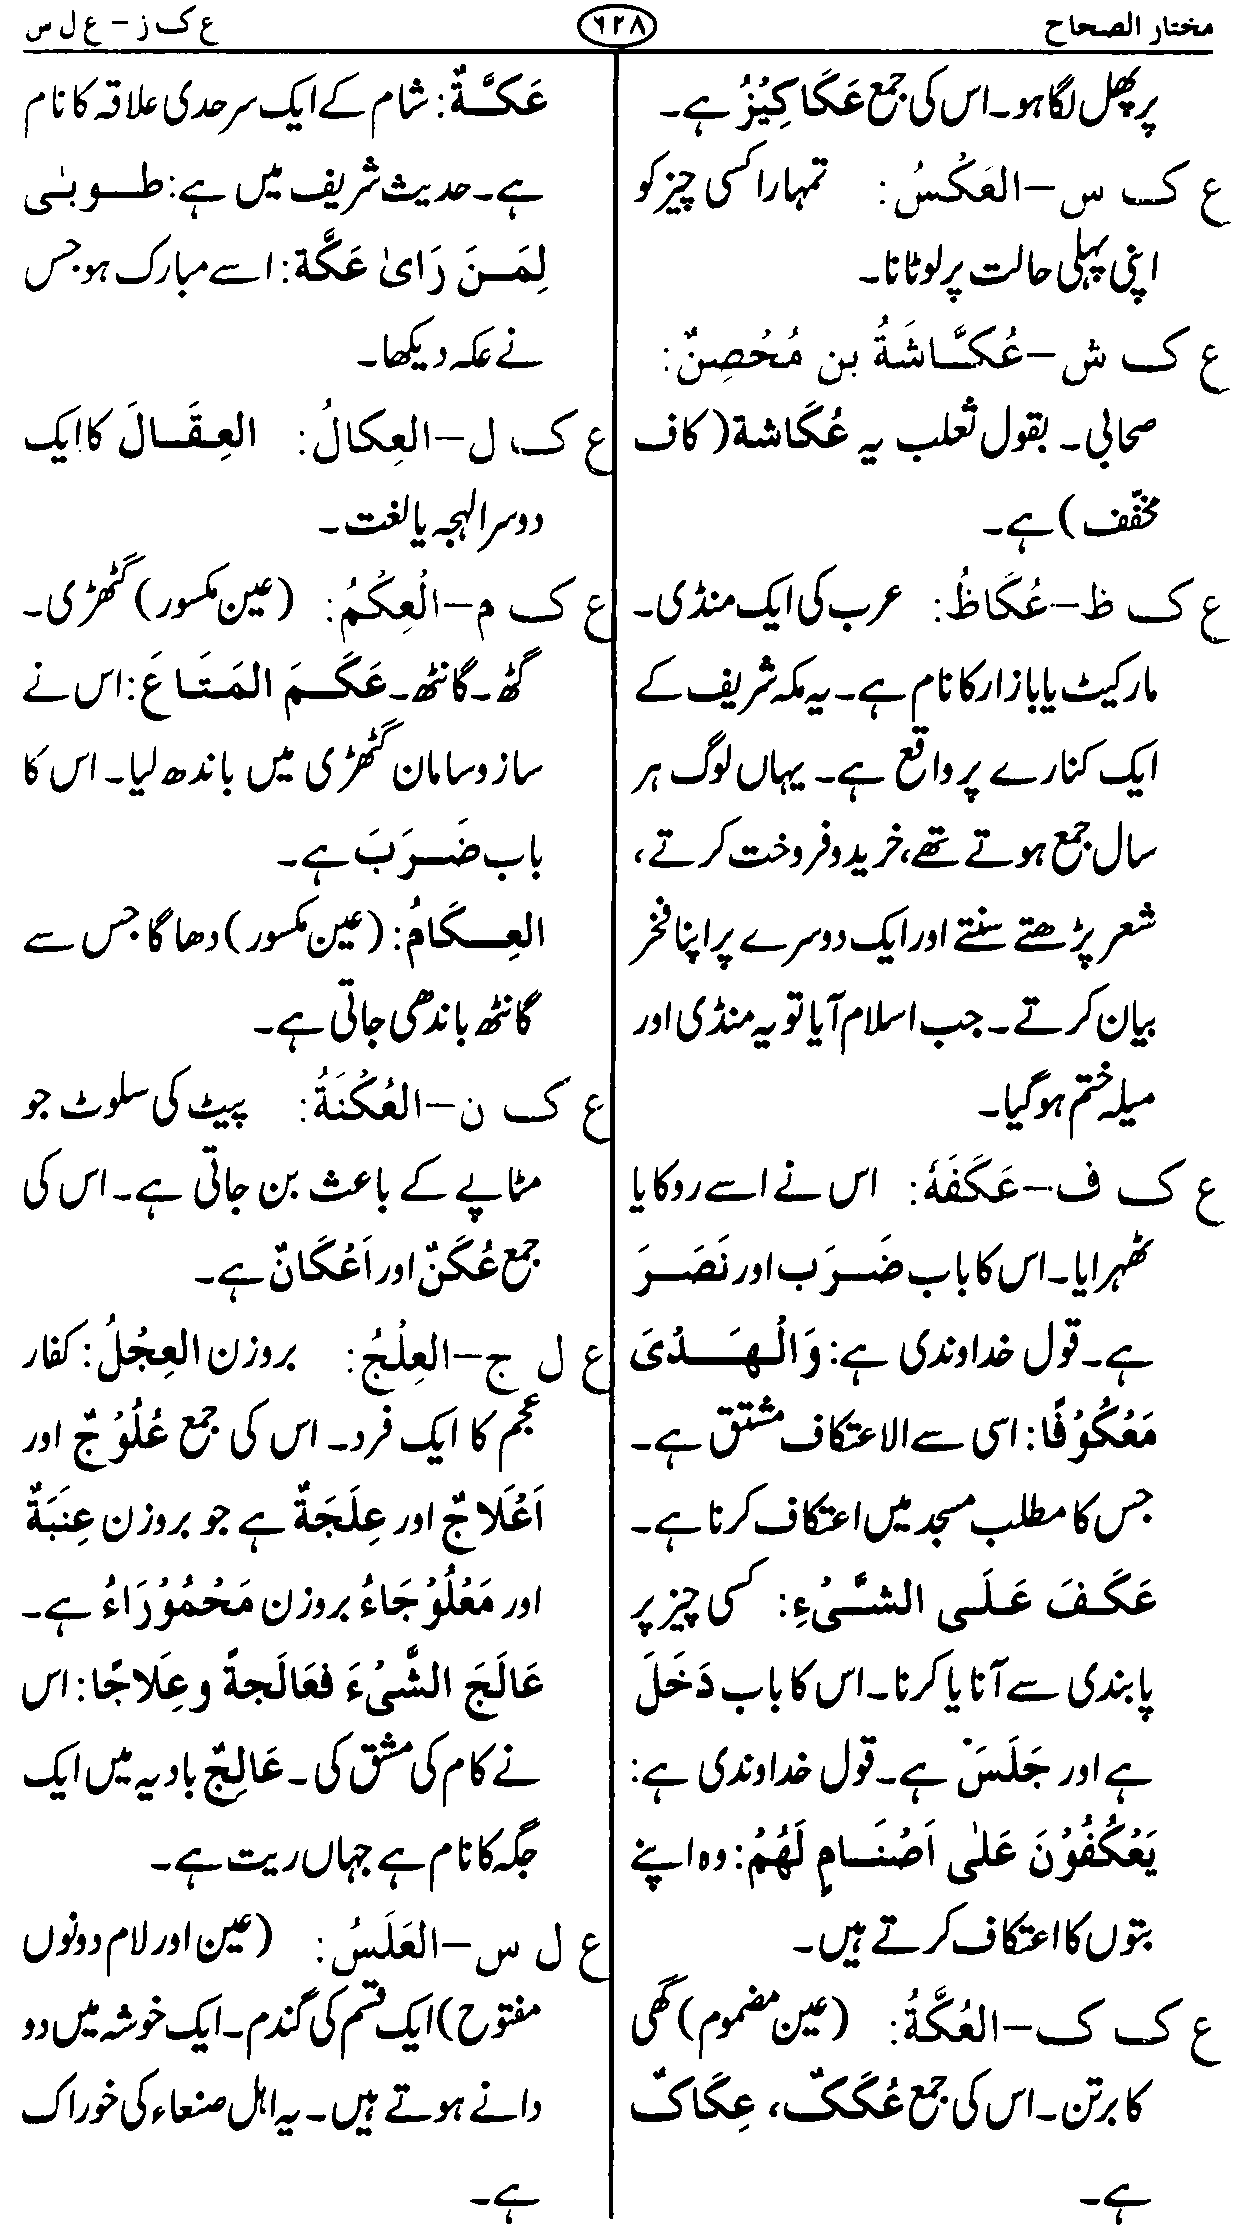 مختار الصحاح
٦٢٨
ع ک ز – ع ل س
پر پھل لگا ہو۔ اس کی جمع عَکَاکِیْزُ ہے۔
ع ک س–العَکْسُ: تمہارا کسی چیز کو
اپنی پہلی حالت پر لوٹانا۔
ع ک ش–عُکَّاشَةُ بن مُحْصِنٌ:
صحابی۔ بقول ثعلب یہ عُکَاشة (کاف
مخفّف) ہے۔
ع ک ظ–عُکَاظُ: عرب کی ایک منڈی۔
مارکیٹ یا بازار کا نام ہے۔ یہ مکہ شریف کے
ایک کنارے پر واقع ہے۔ یہاں لوگ ہر
سال جمع ہوتے تھے، خرید و فروخت کرتے،
شعر پڑھتے سنتے اور ایک دوسرے پر اپنا فخر
بیان کرتے۔ جب اسلام آیا تو یہ منڈی اور
میلہ ختم ہو گیا۔
ع ک ف–عَکَفَهٗ: اس نے اسے روکا یا
ٹھہرایا۔ اس کا باب ضَرَب اور نَصَرَ
ہے۔ قول خداوندی ہے: وَالْهَدْیَ
مَعْکُوْفًا: اسی سے الاعتکاف مشتق ہے۔
جس کا مطلب مسجد میں اعتکاف کرنا ہے۔
عَکَفَ عَلَی الشَّیْءِ: کسی چیز پر
پابندی سے آنا یا کرنا۔ اس کا باب دَخَلَ
ہے اور جَلَسَ ہے۔ قول خداوندی ہے:
یَعْکُفُوْنَ عَلٰی اَصْنَامٍ لَهُمْ: وہ اپنے
بتوں کا اعتکاف کرتے ہیں۔
ع ک ک–العُکَّةُ: (عین مضموم) گھی
کا برتن۔ اس کی جمع عُکَکٌ، عِکَاکٌ
ہے۔
عَکَّةٌ: شام کے ایک سرحدی علاقہ کا نام
ہے۔ حدیث شریف میں ہے: طوبٰی
لِمَنَ رَایٰ عَکَّة: اسے مبارک ہو جس
نے عکہ دیکھا۔
ع ک ل–العِکالُ: العِقَالَ کا ایک
دوسرا لہجہ یا لغت۔
ع ک م–الْعِکْمُ: (عین مکسور) گٹھڑی۔
گٹھ۔ گانٹھ۔ عَکَمَ المَتَاعَ: اس نے
ساز و سامان گٹھڑی میں باندھ لیا۔ اس کا
باب ضَرَبَ ہے۔
العِکَامُ: (عین مکسور) دھاگا جس سے
گانٹھ باندھی جاتی ہے۔
ع ک ن–العُکْنَةُ: پیٹ کی سلوٹ جو
مٹاپے کے باعث بن جاتی ہے۔ اس کی
جمع عُکَنٌ اور اَعْکَانٌ ہے۔
ع ل ج–العِلْجُ: بروزن العِجْلُ: کفار
عجم کا ایک فرد۔ اس کی جمع عُلُوْجٌ اور
اَعْلَاجٌ اور عِلَجَةٌ ہے جو بروزن عِنَبَةٌ
اور مَعْلُوْجَاءُ بروزن مَحْمُوْرَاءُ ہے۔
عَالَجَ الشَّیْءَ فعَالَجةً و عِلَاجًا: اس
نے کام کی مشق کی۔ عَالِجٌ بادیہ میں ایک
جگہ کا نام ہے جہاں ریت ہے۔
ع ل س–العَلَسُ: (عین اور لام دونوں
مفتوح) ایک قسم کی گندم۔ ایک خوشہ میں دو
دانے ہوتے ہیں۔ یہ اہل صنعاء کی خوراک
ہے۔